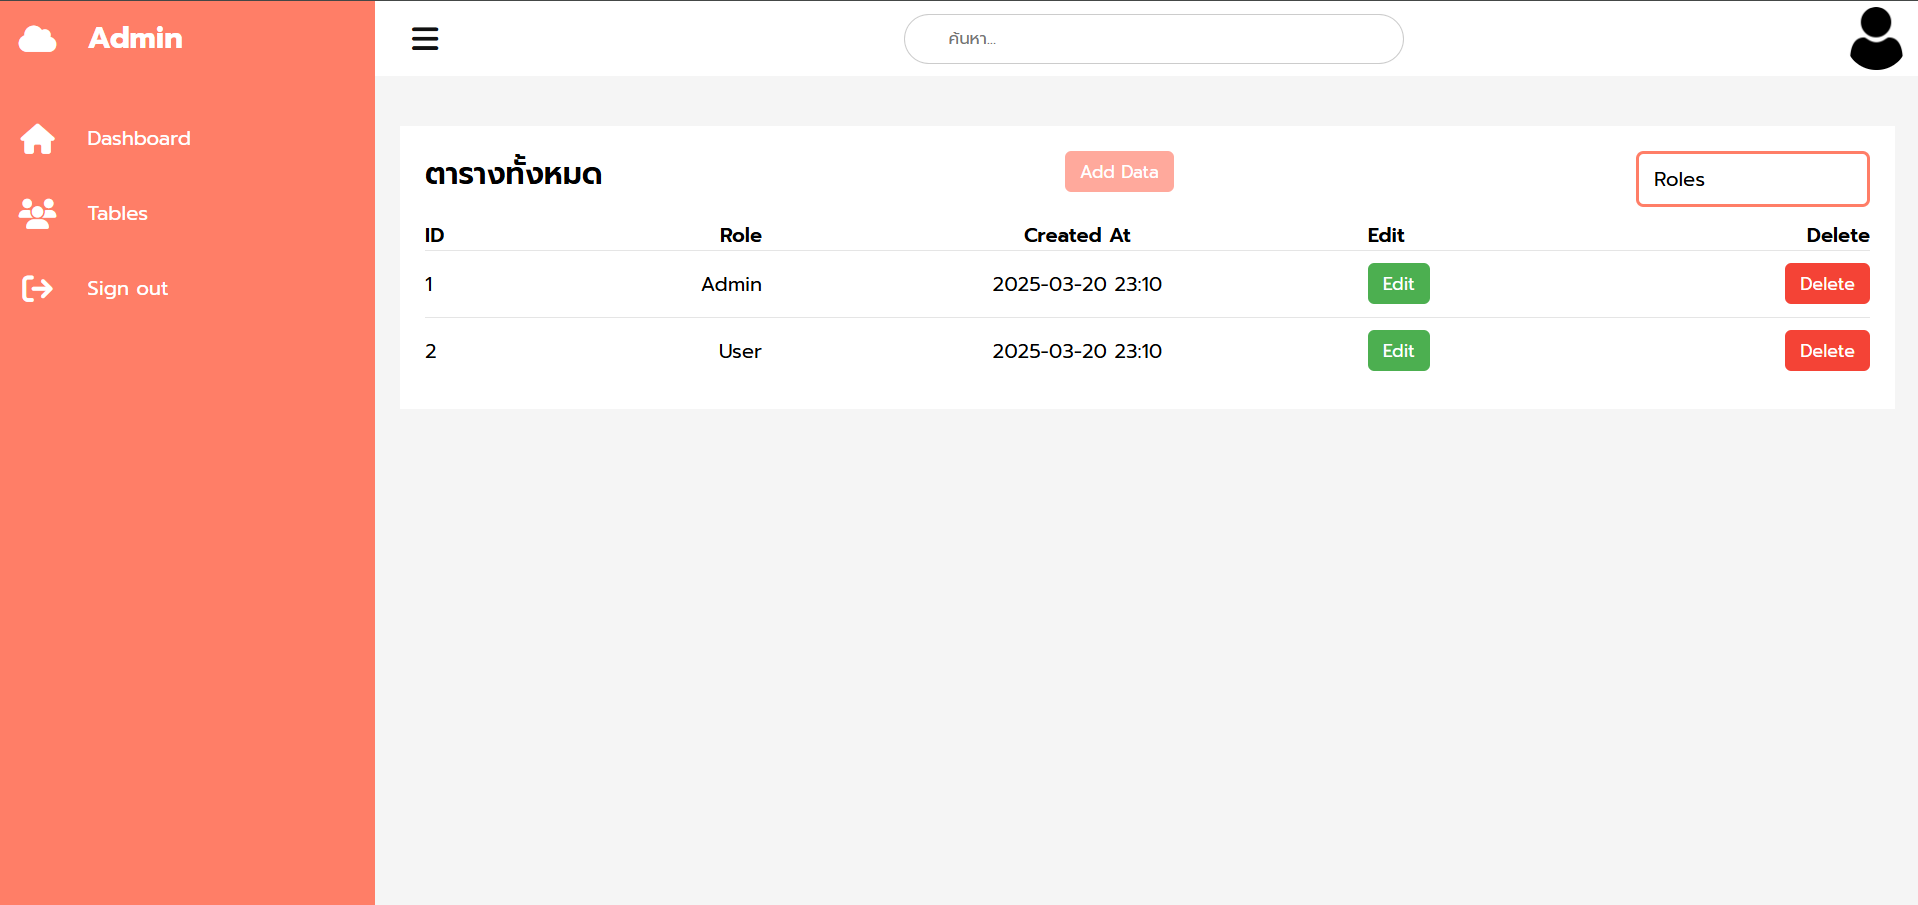 Admin
ค้นหา...
Dashboard
Tables
Sign out
ตารางทั้งหมด
Add Data
Roles
ID Role Created At Edit Delete
1 Admin 2025-03-20 23:10 Edit Delete
2 User 2025-03-20 23:10 Edit Delete